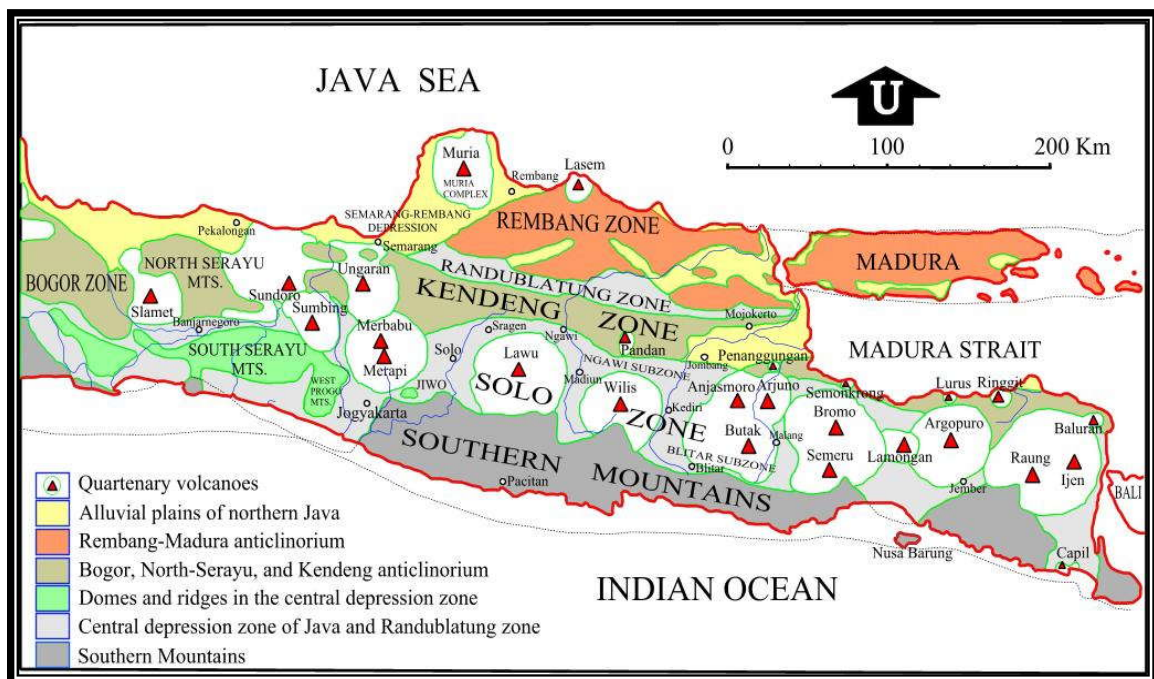 JAVA SEA
U
0 100 200 Km
Muria
MURIA
COMPLEX
Lasem
Rembang
SEMARANG-REMBANG
DEPRESSION
REMBANG ZONE
Pekalongan
Semarang
MADURA
BOGOR ZONE
NORTH SERAYU
MTS.
Ungaran
RANDUBLATUNG ZONE
KENDENG ZONE
Slamet
Sundoro
Sumbing
Banjarnegoro
Mojokerto
Merbabu
Merapi
Sragen
Ngawi
Pandan
SOUTH SERAYU
MTS.
Solo
Lawu
NGAWI SUBZONE
Jombang
Penanggungan
MADURA STRAIT
WEST
PROGO
MTS.
JIWO
Madiun
SOLO ZONE
Wilis
Anjasmoro
Arjuno
Semonkrong
Bromo
Lurus
Ringgit
Jogyakarta
Kediri
Argopuro
Baluran
Butak
Malang
Lamongan
BLITAR SUBZONE
Blitar
Semeru
Raung
Ijen
SOUTHERN MOUNTAINS
Pacitan
Jember
BALI
Nusa Barung
Capil
INDIAN OCEAN
Quartenary volcanoes
Alluvial plains of northern Java
Rembang-Madura anticlinorium
Bogor, North-Serayu, and Kendeng anticlinorium
Domes and ridges in the central depression zone
Central depression zone of Java and Randublatung zone
Southern Mountains